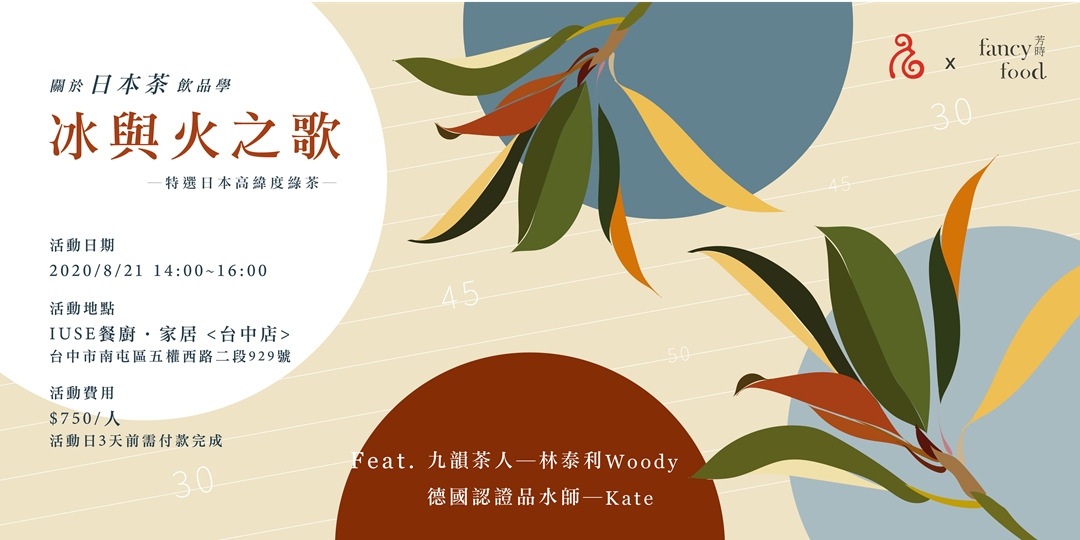 關於日本茶飲品學
冰與火之歌
—特選日本高緯度綠茶—
活動日期
2020/8/21 14:00~16:00
活動地點
IUSE餐廚・家居 <台中店>
台中市南屯區五權西路二段929號
活動費用
$750/人
活動日3天前需付款完成
x
fancy 芳時
food
30
45
45
50
30
Feat. 九韻茶人—林泰利Woody
德國認證品水師—Kate